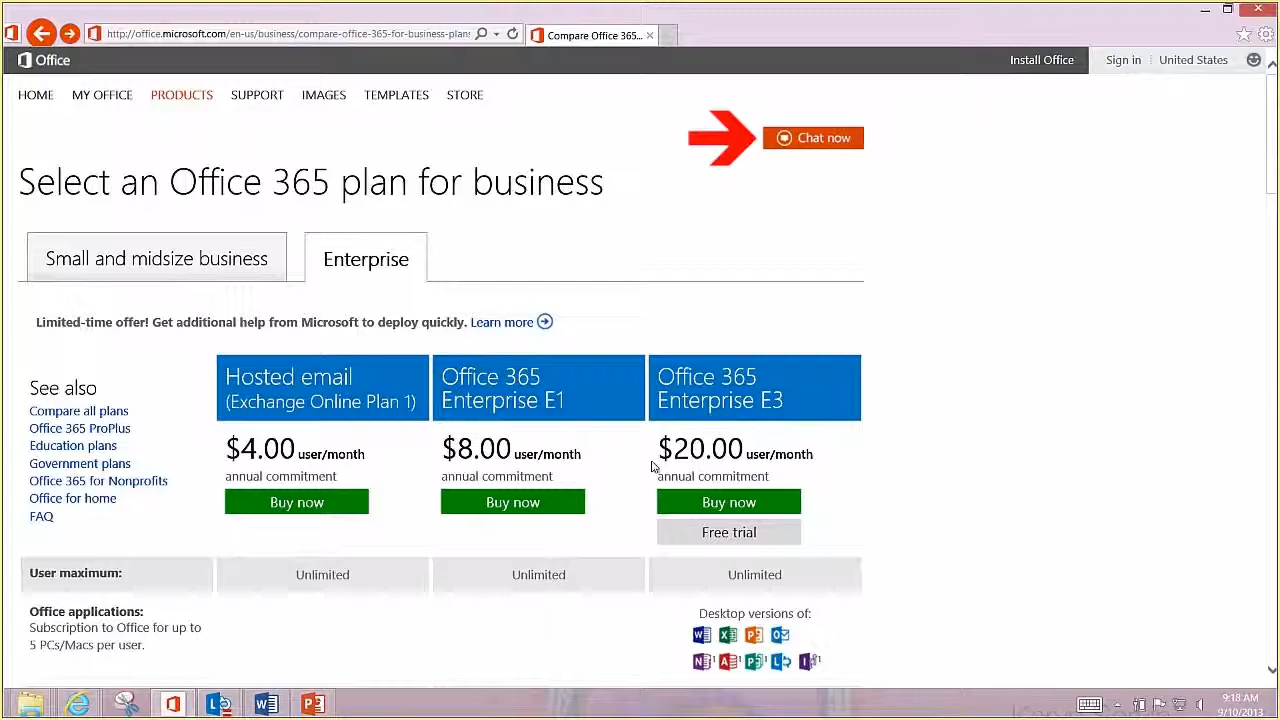 http://office.microsoft.com/en-us/business/compare-office-365-for-business-plans
Compare Office 365...
Office
Install Office
Sign in
United States
HOME
MY OFFICE
PRODUCTS
SUPPORT
IMAGES
TEMPLATES
STORE
Chat now
Select an Office 365 plan for business
Small and midsize business
Enterprise
Limited-time offer! Get additional help from Microsoft to deploy quickly. Learn more
See also
Compare all plans
Office 365 ProPlus
Education plans
Government plans
Office 365 for Nonprofits
Office for home
FAQ
Hosted email
(Exchange Online Plan 1)
$4.00 user/month
annual commitment
Buy now
Office 365
Enterprise E1
$8.00 user/month
annual commitment
Buy now
Office 365
Enterprise E3
$20.00 user/month
annual commitment
Buy now
Free trial
User maximum:
Unlimited
Unlimited
Unlimited
Office applications:
Subscription to Office for up to
5 PCs/Macs per user.
Desktop versions of:
9:18 AM
9/10/2013